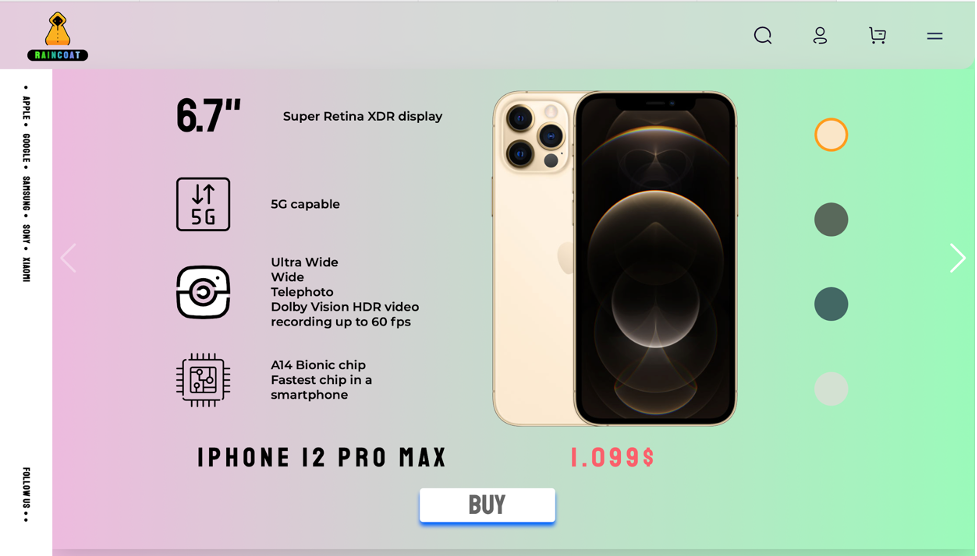 RAINCOAT
• APPLE • GOOGLE • SAMSUNG • SONY • XIAOMI
6.7"
Super Retina XDR display
5G
5G capable
Ultra Wide
Wide
Telephoto
Dolby Vision HDR video
recording up to 60 fps
A14 Bionic chip
Fastest chip in a
smartphone
IPHONE 12 PRO MAX
1.099$
BUY
FOLLOW US • •